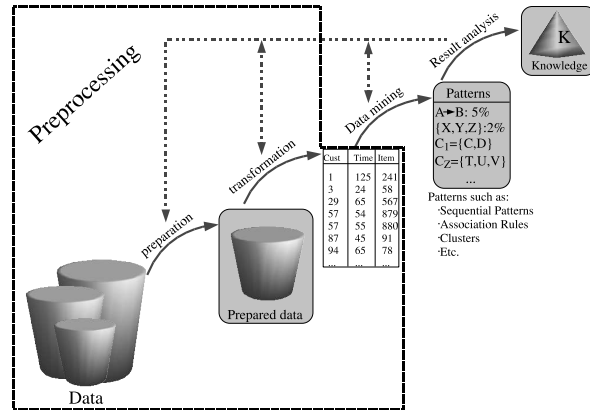 Preprocessing
Data
preparation
Prepared data
transformation
Cust Time Item
1 125 241
3 24 58
29 65 567
57 54 879
57 55 880
87 45 91
94 65 78
... ... ...
Data mining
Patterns
A→B: 5%
{X,Y,Z}:2%
C1={C,D}
CZ={T,U,V}
...
Patterns such as:
·Sequential Patterns
·Association Rules
·Clusters
·Etc.
Result analysis
K
Knowledge